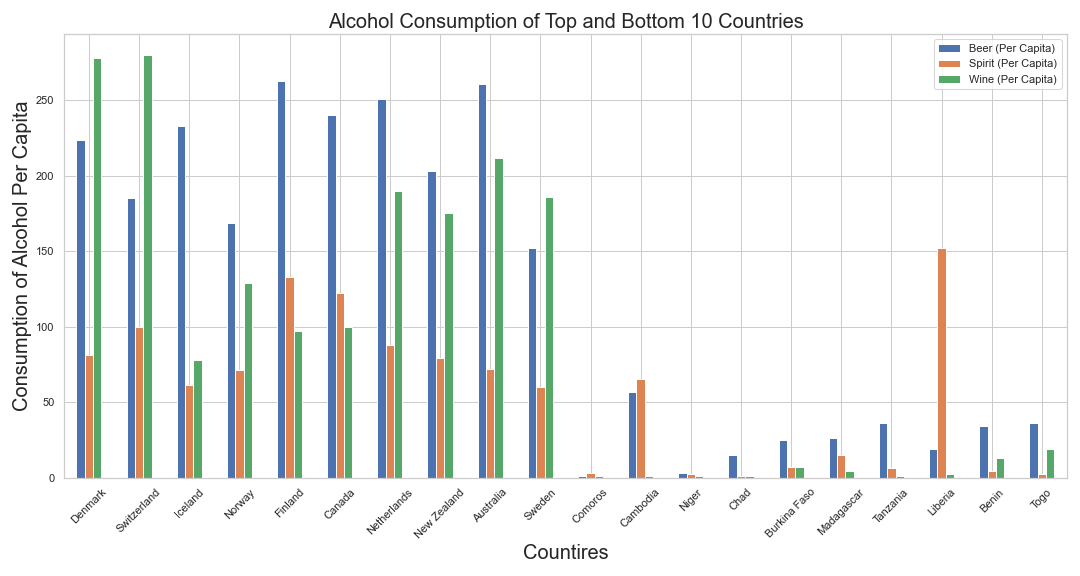 Alcohol Consumption of Top and Bottom 10 Countries
Beer (Per Capita)
Spirit (Per Capita)
Wine (Per Capita)
Consumption of Alcohol Per Capita
250
200
150
100
50
0
Denmark
Switzerland
Iceland
Norway
Finland
Canada
Netherlands
New Zealand
Australia
Sweden
Comoros
Cambodia
Niger
Chad
Burkina Faso
Madagascar
Tanzania
Liberia
Benin
Togo
Countires